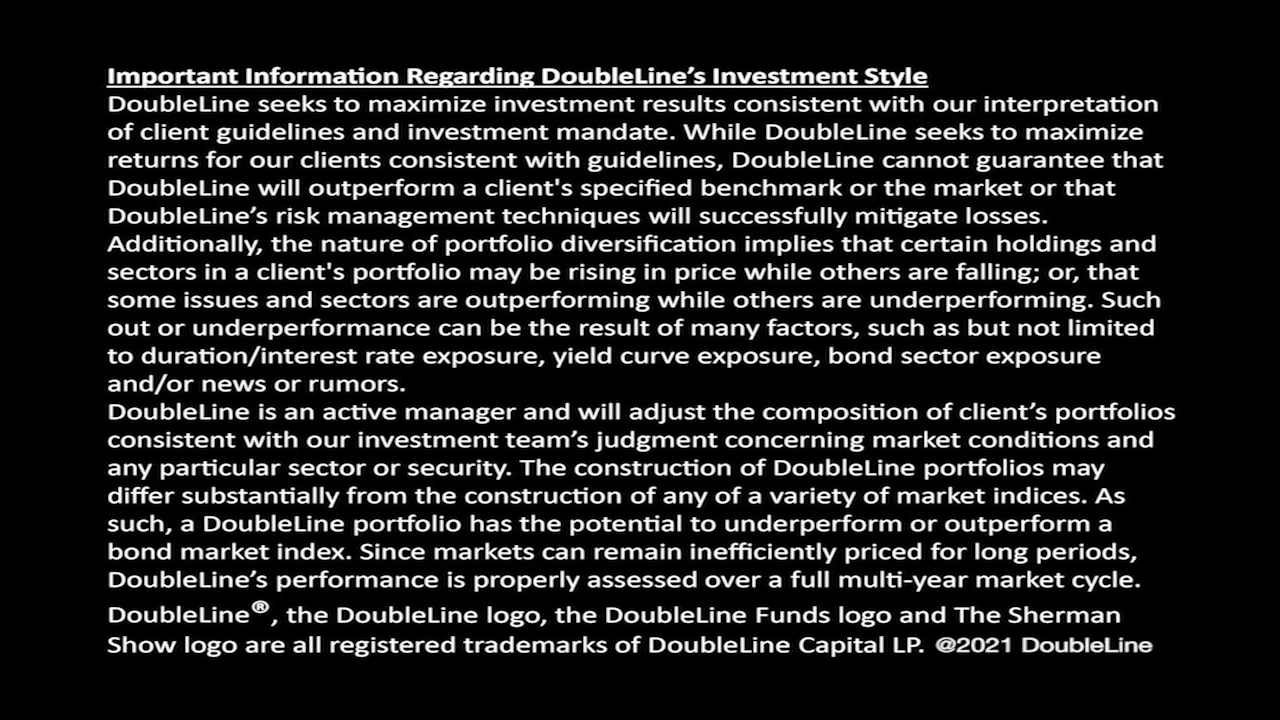 Important Information Regarding DoubleLine’s Investment Style
DoubleLine seeks to maximize investment results consistent with our interpretation
of client guidelines and investment mandate. While DoubleLine seeks to maximize
returns for our clients consistent with guidelines, DoubleLine cannot guarantee that
DoubleLine will outperform a client's specified benchmark or the market or that
DoubleLine’s risk management techniques will successfully mitigate losses.
Additionally, the nature of portfolio diversification implies that certain holdings and
sectors in a client's portfolio may be rising in price while others are falling; or, that
some issues and sectors are outperforming while others are underperforming. Such
out or underperformance can be the result of many factors, such as but not limited
to duration/interest rate exposure, yield curve exposure, bond sector exposure
and/or news or rumors.
DoubleLine is an active manager and will adjust the composition of client’s portfolios
consistent with our investment team’s judgment concerning market conditions and
any particular sector or security. The construction of DoubleLine portfolios may
differ substantially from the construction of any of a variety of market indices. As
such, a DoubleLine portfolio has the potential to underperform or outperform a
bond market index. Since markets can remain inefficiently priced for long periods,
DoubleLine’s performance is properly assessed over a full multi-year market cycle.
DoubleLine®, the DoubleLine logo, the DoubleLine Funds logo and The Sherman
Show logo are all registered trademarks of DoubleLine Capital LP. @2021 DoubleLine